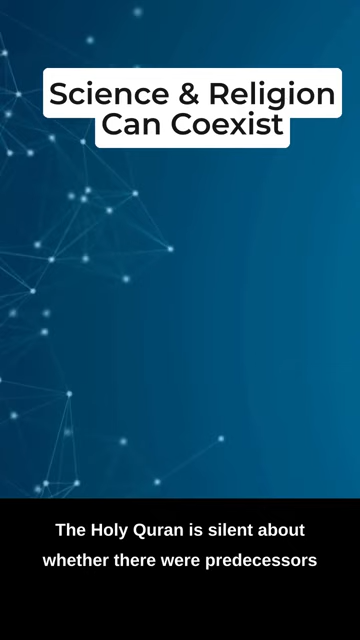 Science & Religion
Can Coexist
The Holy Quran is silent about
whether there were predecessors